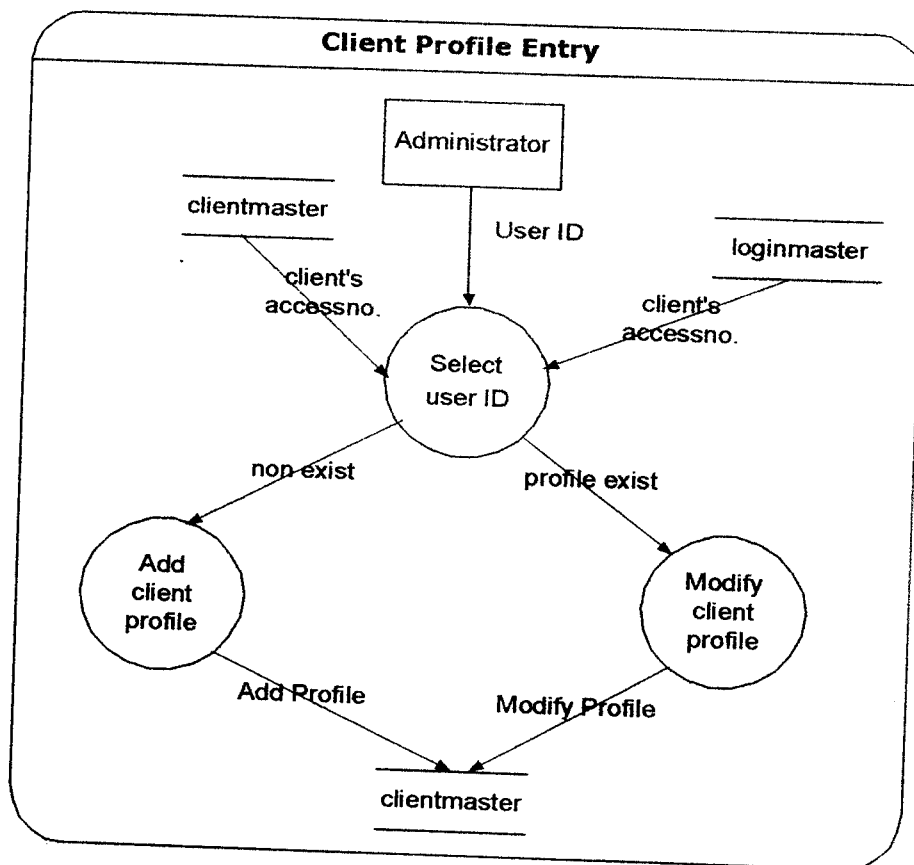 Client Profile Entry
Administrator
clientmaster
User ID
loginmaster
client's
accessno.
client's
accessno.
Select
user ID
non exist
profile exist
Add
client
profile
Modify
client
profile
Add Profile
Modify Profile
clientmaster